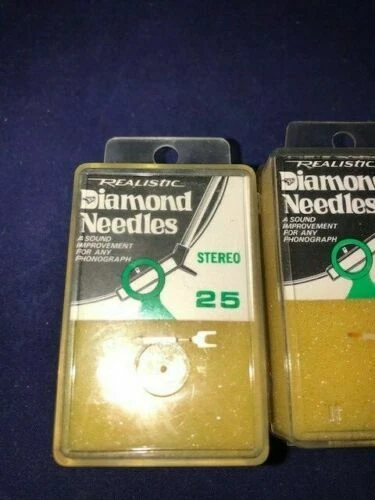 REALISTIC
Diamond
Needles
A SOUND
IMPROVEMENT
FOR ANY
PHONOGRAPH
STEREO
25
REALISTIC
Diamond
Needles
A SOUND
IMPROVEMENT
FOR ANY
PHONOGRAPH